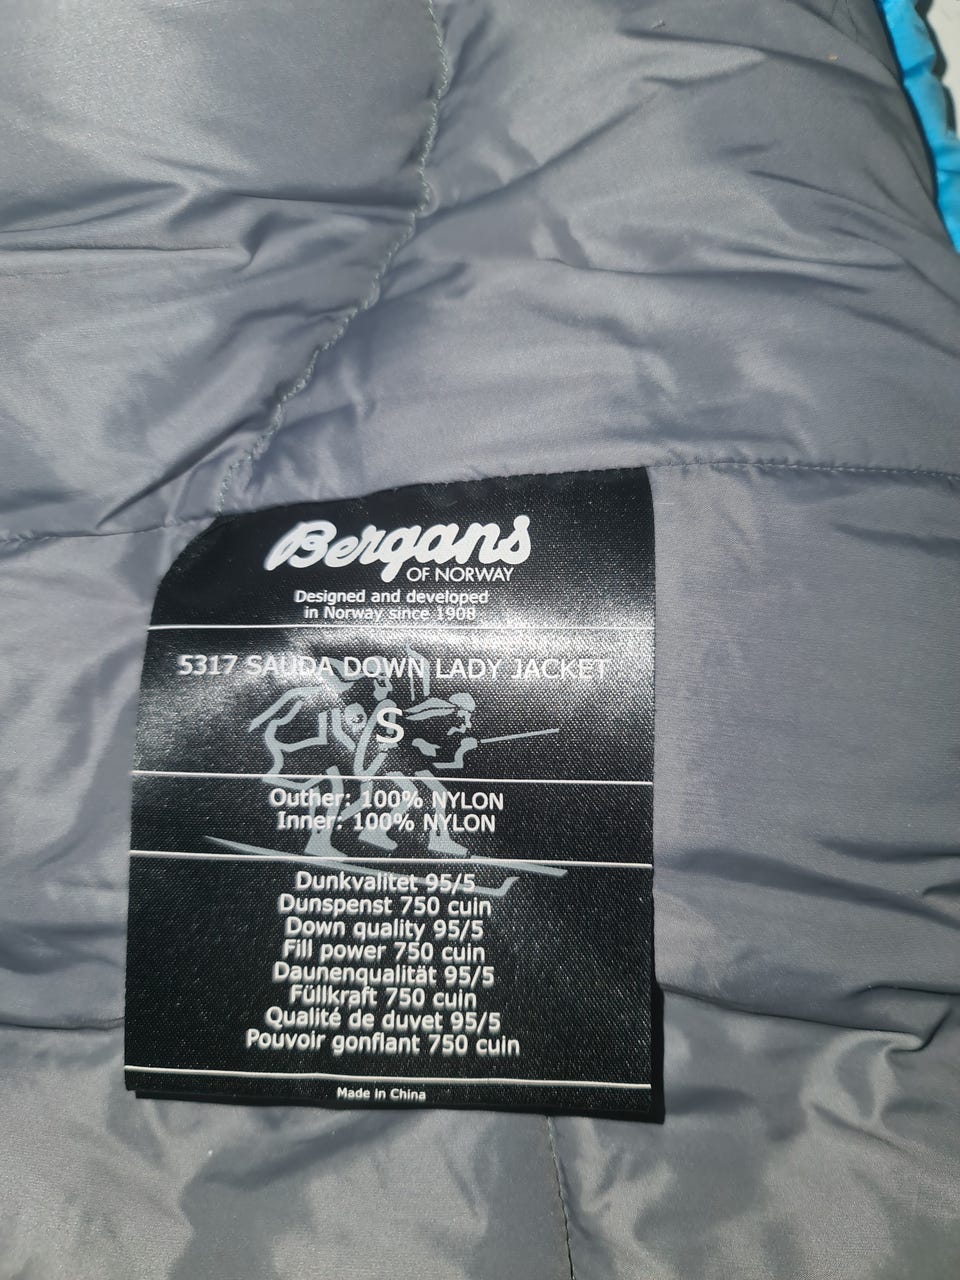 Bergans
OF NORWAY
Designed and developed
in Norway since 1908
5317 SAUDA DOWN LADY JACKET
S
Outher: 100% NYLON
Inner: 100% NYLON
Dunkvalitet 95/5
Dunspenst 750 cuin
Down quality 95/5
Fill power 750 cuin
Daunenqualität 95/5
Füllkraft 750 cuin
Qualité de duvet 95/5
Pouvoir gonflant 750 cuin
Made in China